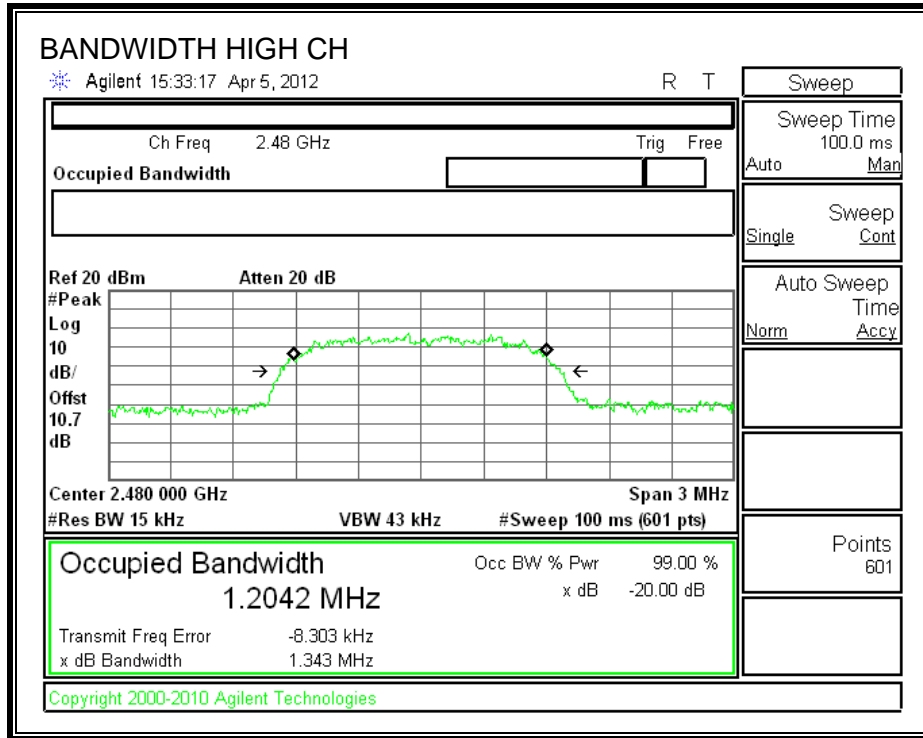 BANDWIDTH HIGH CH
Agilent 15:33:17 Apr 5, 2012 R T
Ch Freq 2.48 GHz Trig Free
Occupied Bandwidth
Ref 20 dBm Atten 20 dB
#Peak
Log
10
dB/
Offst
10.7
dB
Center 2.480 000 GHz Span 3 MHz
#Res BW 15 kHz VBW 43 kHz #Sweep 100 ms (601 pts)
Occupied Bandwidth Occ BW % Pwr 99.00 %
1.2042 MHz x dB -20.00 dB
Transmit Freq Error -8.303 kHz
x dB Bandwidth 1.343 MHz
Copyright 2000-2010 Agilent Technologies
Sweep
Sweep Time
100.0 ms
Auto Man
Sweep
Single Cont
Auto Sweep
Time
Norm Accy
Points
601